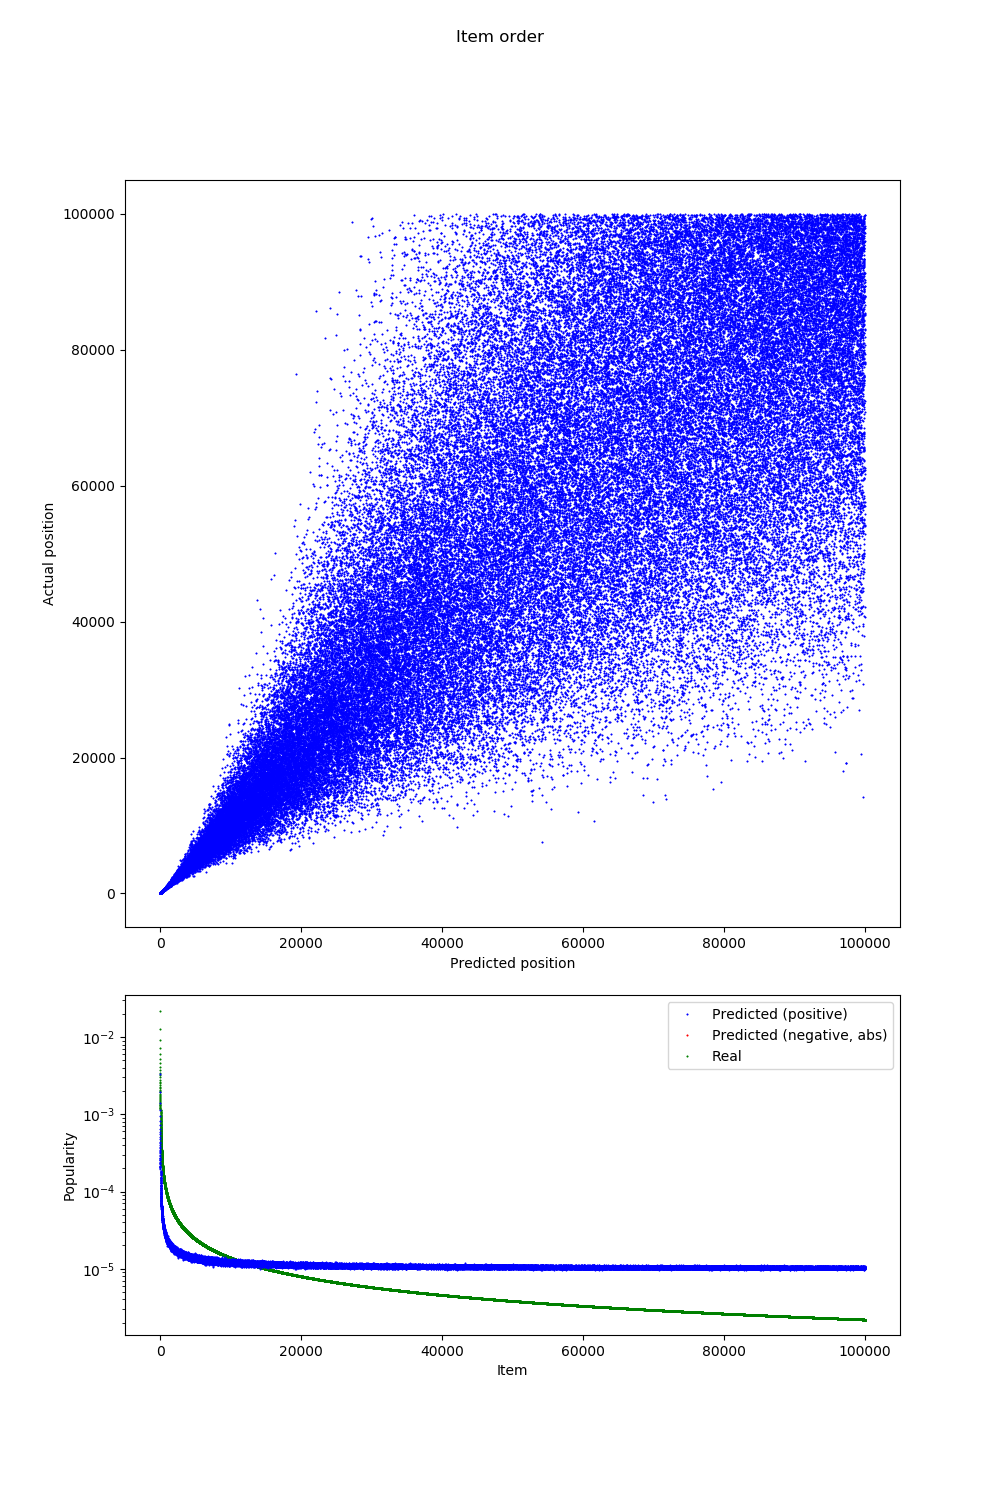 Item order
100000
80000
60000
40000
20000
0
Actual position
0 20000 40000 60000 80000 100000
Predicted position
10⁻²
10⁻³
10⁻⁴
10⁻⁵
Popularity
Predicted (positive)
Predicted (negative, abs)
Real
0 20000 40000 60000 80000 100000
Item